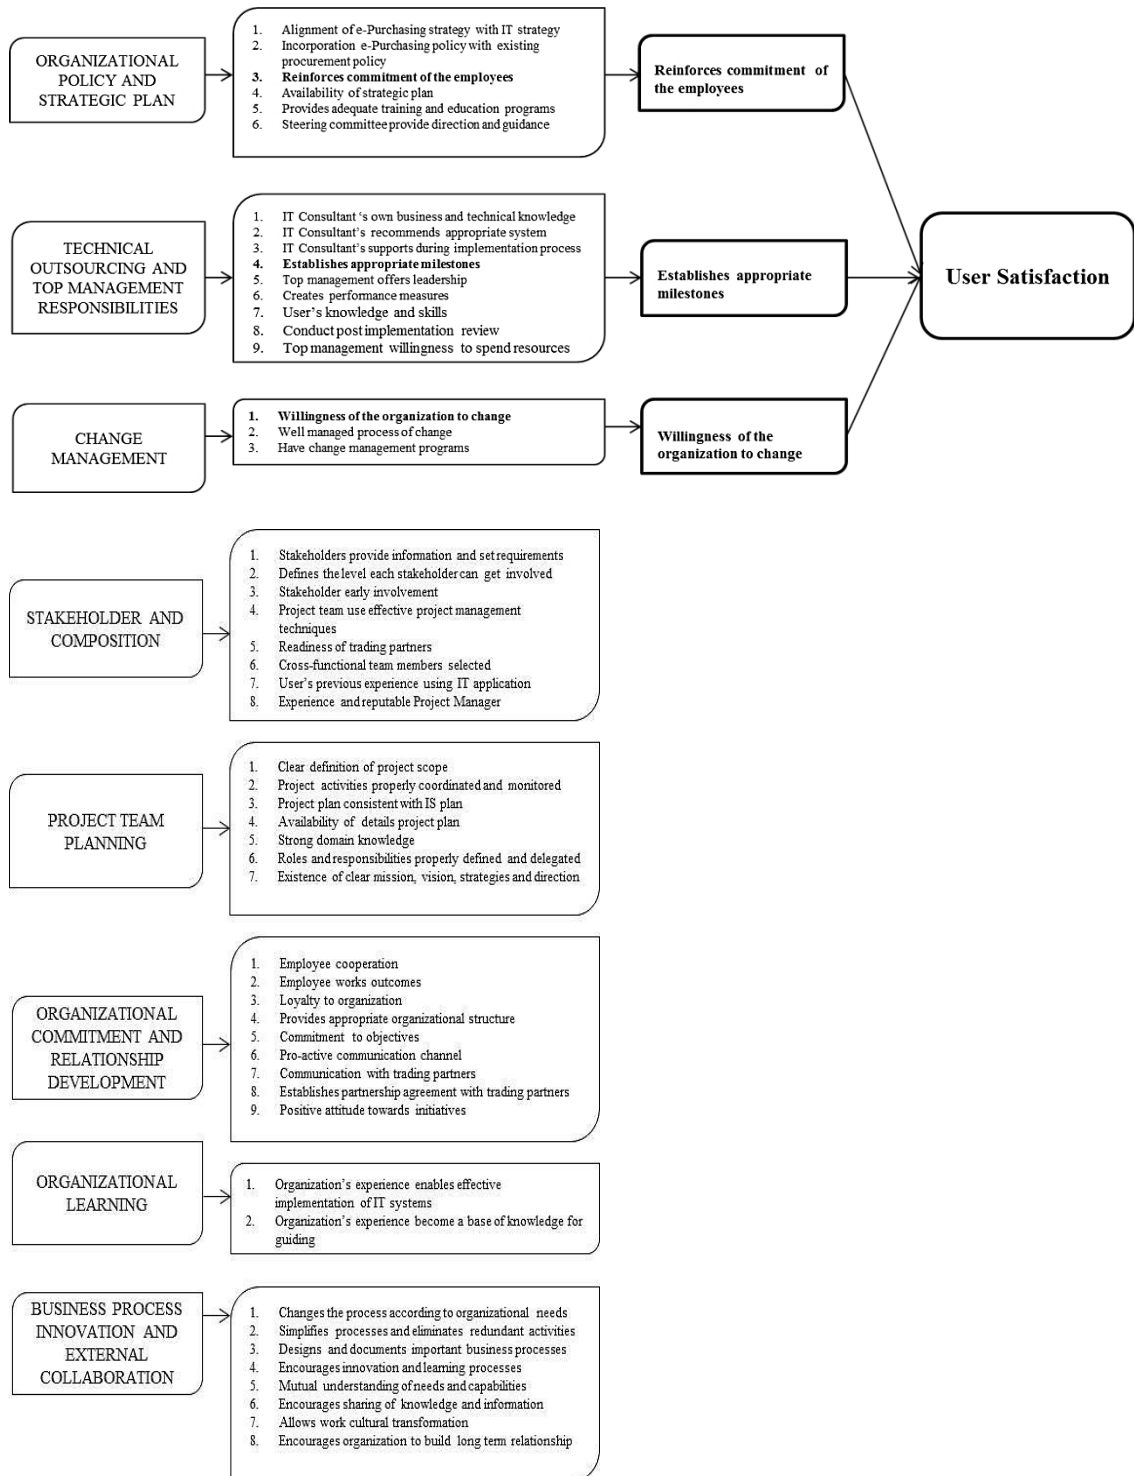 ORGANIZATIONAL
POLICY AND
STRATEGIC PLAN
1. Alignment of e-Purchasing strategy with IT strategy
2. Incorporation e-Purchasing policy with existing
procurement policy
3. Reinforces commitment of the employees
4. Availability of strategic plan
5. Provides adequate training and education programs
6. Steering committee provide direction and guidance
Reinforces commitment of
the employees
TECHNICAL
OUTSOURCING AND
TOP MANAGEMENT
RESPONSIBILITIES
1. IT Consultant ‘s own business and technical knowledge
2. IT Consultant’s recommends appropriate system
3. IT Consultant’s supports during implementation process
4. Establishes appropriate milestones
5. Top management offers leadership
6. Creates performance measures
7. User’s knowledge and skills
8. Conduct post implementation review
9. Top management willingness to spend resources
Establishes appropriate
milestones
User Satisfaction
CHANGE
MANAGEMENT
1. Willingness of the organization to change
2. Well managed process of change
3. Have change management programs
Willingness of the
organization to change
STAKEHOLDER AND
COMPOSITION
1. Stakeholders provide information and set requirements
2. Defines the level each stakeholder can get involved
3. Stakeholder early involvement
4. Project team use effective project management
techniques
5. Readiness of trading partners
6. Cross-functional team members selected
7. User’s previous experience using IT application
8. Experience and reputable Project Manager
PROJECT TEAM
PLANNING
1. Clear definition of project scope
2. Project activities properly coordinated and monitored
3. Project plan consistent with IS plan
4. Availability of details project plan
5. Strong domain knowledge
6. Roles and responsibilities properly defined and delegated
7. Existence of clear mission, vision, strategies and direction
ORGANIZATIONAL
COMMITMENT AND
RELATIONSHIP
DEVELOPMENT
1. Employee cooperation
2. Employee works outcomes
3. Loyalty to organization
4. Provides appropriate organizational structure
5. Commitment to objectives
6. Pro-active communication channel
7. Communication with trading partners
8. Establishes partnership agreement with trading partners
9. Positive attitude towards initiatives
ORGANIZATIONAL
LEARNING
1. Organization’s experience enables effective
implementation of IT systems
2. Organization’s experience become a base of knowledge for
guiding
BUSINESS PROCESS
INNOVATION AND
EXTERNAL
COLLABORATION
1. Changes the process according to organizational needs
2. Simplifies processes and eliminates redundant activities
3. Designs and documents important business processes
4. Encourages innovation and learning processes
5. Mutual understanding of needs and capabilities
6. Encourages sharing of knowledge and information
7. Allows work cultural transformation
8. Encourages organization to build long term relationship